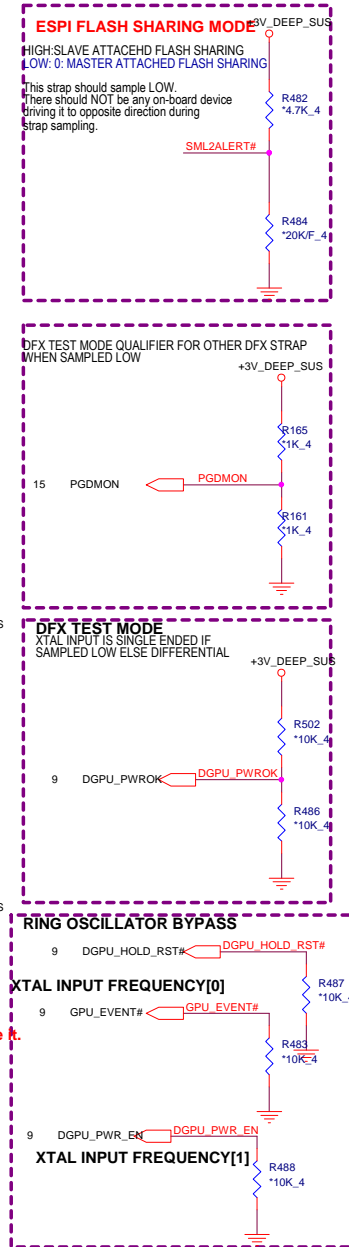 ESPI FLASH SHARING MODE
+3V_DEEP_SUS
HIGH:SLAVE ATTACEHD FLASH SHARING
LOW: 0: MASTER ATTACHED FLASH SHARING
This strap should sample LOW.
There should NOT be any on-board device
driving it to opposite direction during
strap sampling.
R482
*4.7K_4
SML2ALERT#
R484
*20K/F_4
DFX TEST MODE QUALIFIER FOR OTHER DFX STRAP
WHEN SAMPLED LOW
+3V_DEEP_SUS
R165
*1K_4
15 PGDMON PGDMON
R161
*1K_4
DFX TEST MODE
XTAL INPUT IS SINGLE ENDED IF
SAMPLED LOW ELSE DIFFERENTIAL
+3V_DEEP_SUS
R502
*10K_4
9 DGPU_PWROK DGPU_PWROK
R486
*10K_4
RING OSCILLATOR BYPASS
9 DGPU_HOLD_RST# DGPU_HOLD_RST#
R487
*10K_4
XTAL INPUT FREQUENCY[0]
9 GPU_EVENT# GPU_EVENT#
R483
*10K_4
9 DGPU_PWR_EN DGPU_PWR_EN
XTAL INPUT FREQUENCY[1]
R488
*10K_4